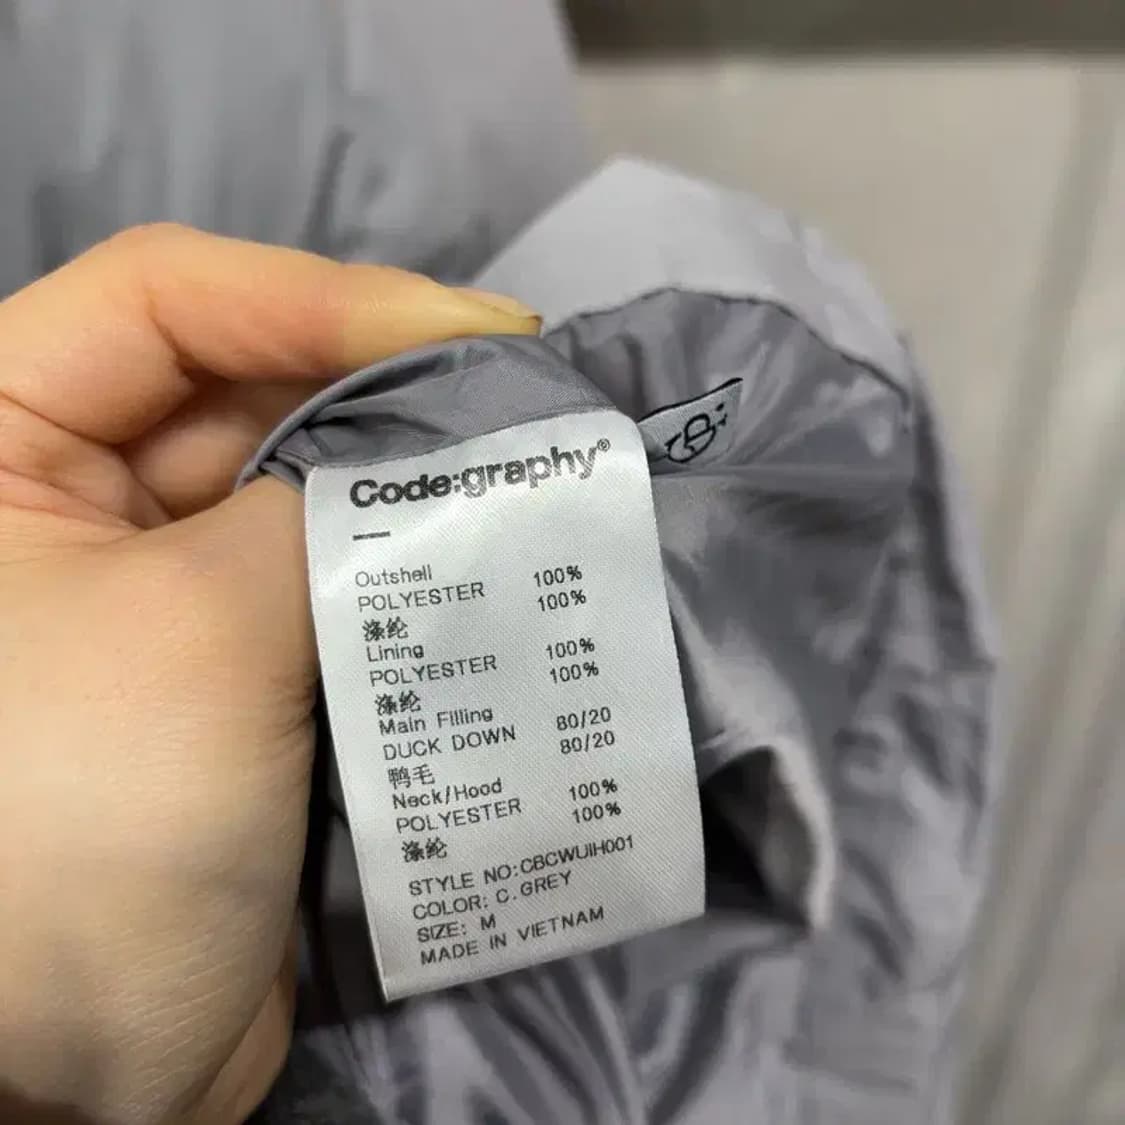 Code:graphy®
—
Outshell 100%
POLYESTER 100%
涤纶
Lining 100%
POLYESTER 100%
涤纶
Main Filling 80/20
DUCK DOWN 80/20
鸭毛
Neck/Hood 100%
POLYESTER 100%
涤纶
STYLE NO:CBCWUIH001
COLOR: C.GREY
SIZE: M
MADE IN VIETNAM